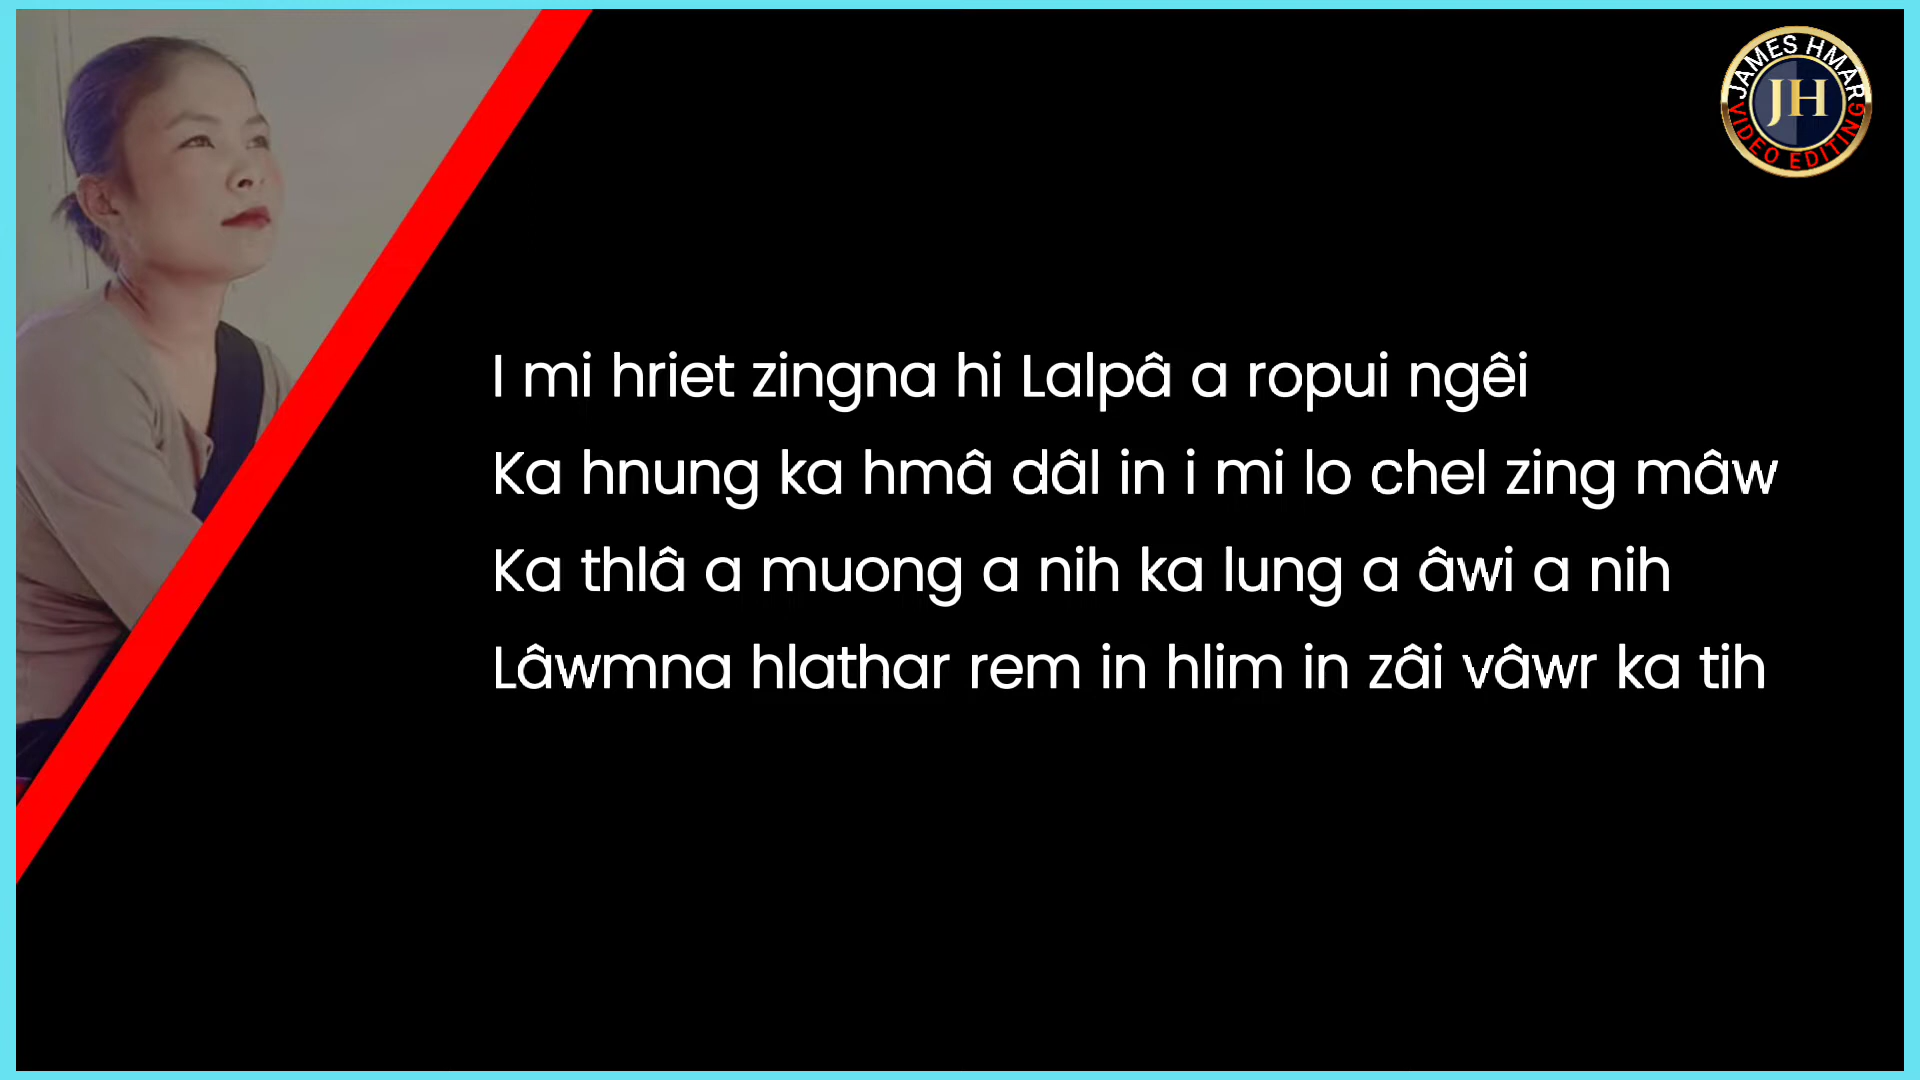 JAMES HMAR
JH
VIDEO EDITING
I mi hriet zingna hi Lalpâ a ropui ngêi
Ka hnung ka hmâ dâl in i mi lo chel zing mâw
Ka thlâ a muong a nih ka lung a âwi a nih
Lâwmna hlathar rem in hlim in zâi vâwr ka tih